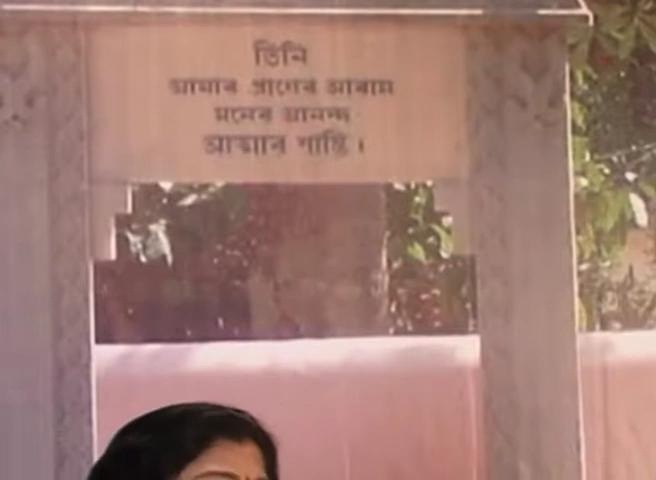 তিনি
আমার প্রাণের আরাম
মনের আনন্দ
আত্মার শান্তি।